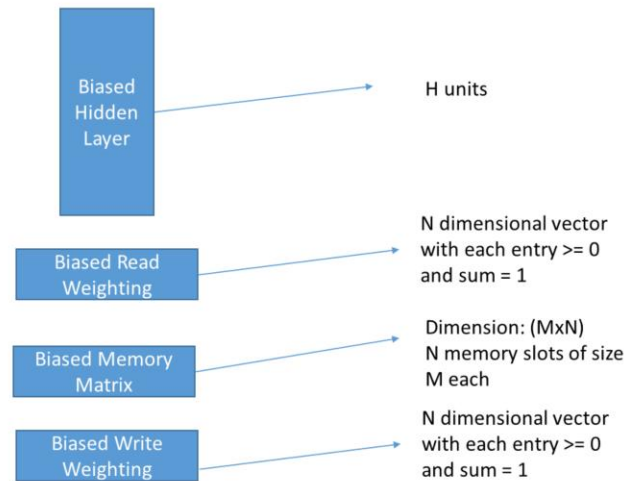 Biased
Hidden
Layer
H units
Biased Read
Weighting
N dimensional vector
with each entry >= 0
and sum = 1
Biased Memory
Matrix
Dimension: (MxN)
N memory slots of size
M each
Biased Write
Weighting
N dimensional vector
with each entry >= 0
and sum = 1